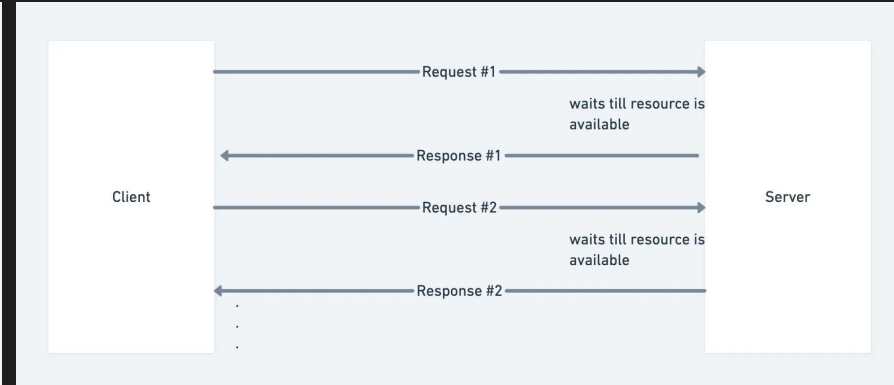 Request #1
waits till resource is
available
Response #1
Client
Server
Request #2
waits till resource is
available
Response #2
.
.
.